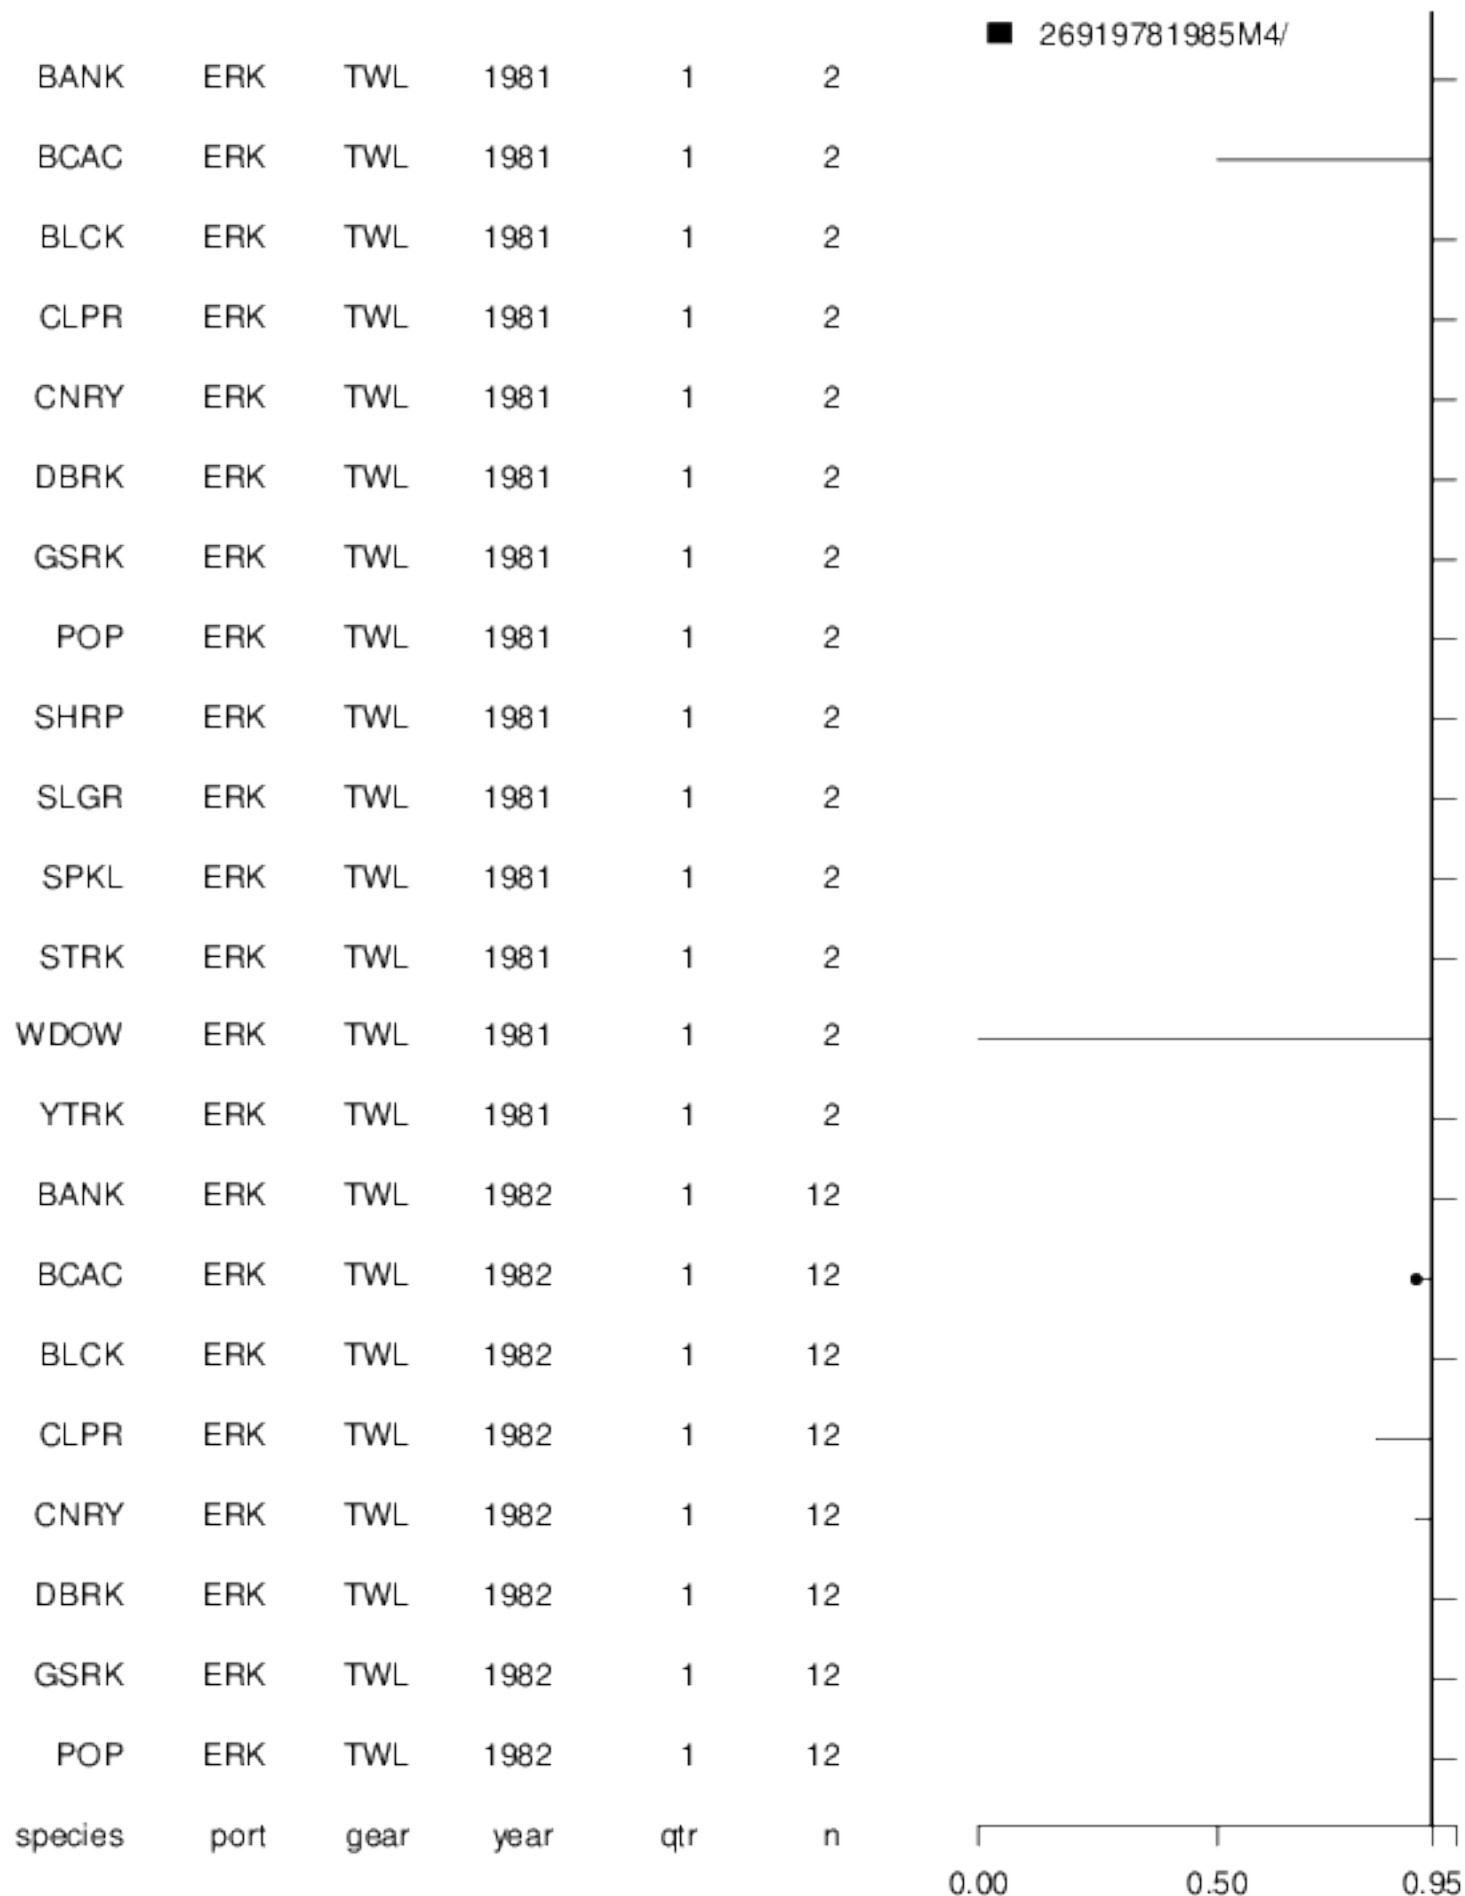 26919781985M4/
BANK ERK TWL 1981 1 2
BCAC ERK TWL 1981 1 2
BLCK ERK TWL 1981 1 2
CLPR ERK TWL 1981 1 2
CNRY ERK TWL 1981 1 2
DBRK ERK TWL 1981 1 2
GSRK ERK TWL 1981 1 2
POP ERK TWL 1981 1 2
SHRP ERK TWL 1981 1 2
SLGR ERK TWL 1981 1 2
SPKL ERK TWL 1981 1 2
STRK ERK TWL 1981 1 2
WDOW ERK TWL 1981 1 2
YTRK ERK TWL 1981 1 2
BANK ERK TWL 1982 1 12
BCAC ERK TWL 1982 1 12
BLCK ERK TWL 1982 1 12
CLPR ERK TWL 1982 1 12
CNRY ERK TWL 1982 1 12
DBRK ERK TWL 1982 1 12
GSRK ERK TWL 1982 1 12
POP ERK TWL 1982 1 12
species port gear year qtr n
0.00 0.50 0.95